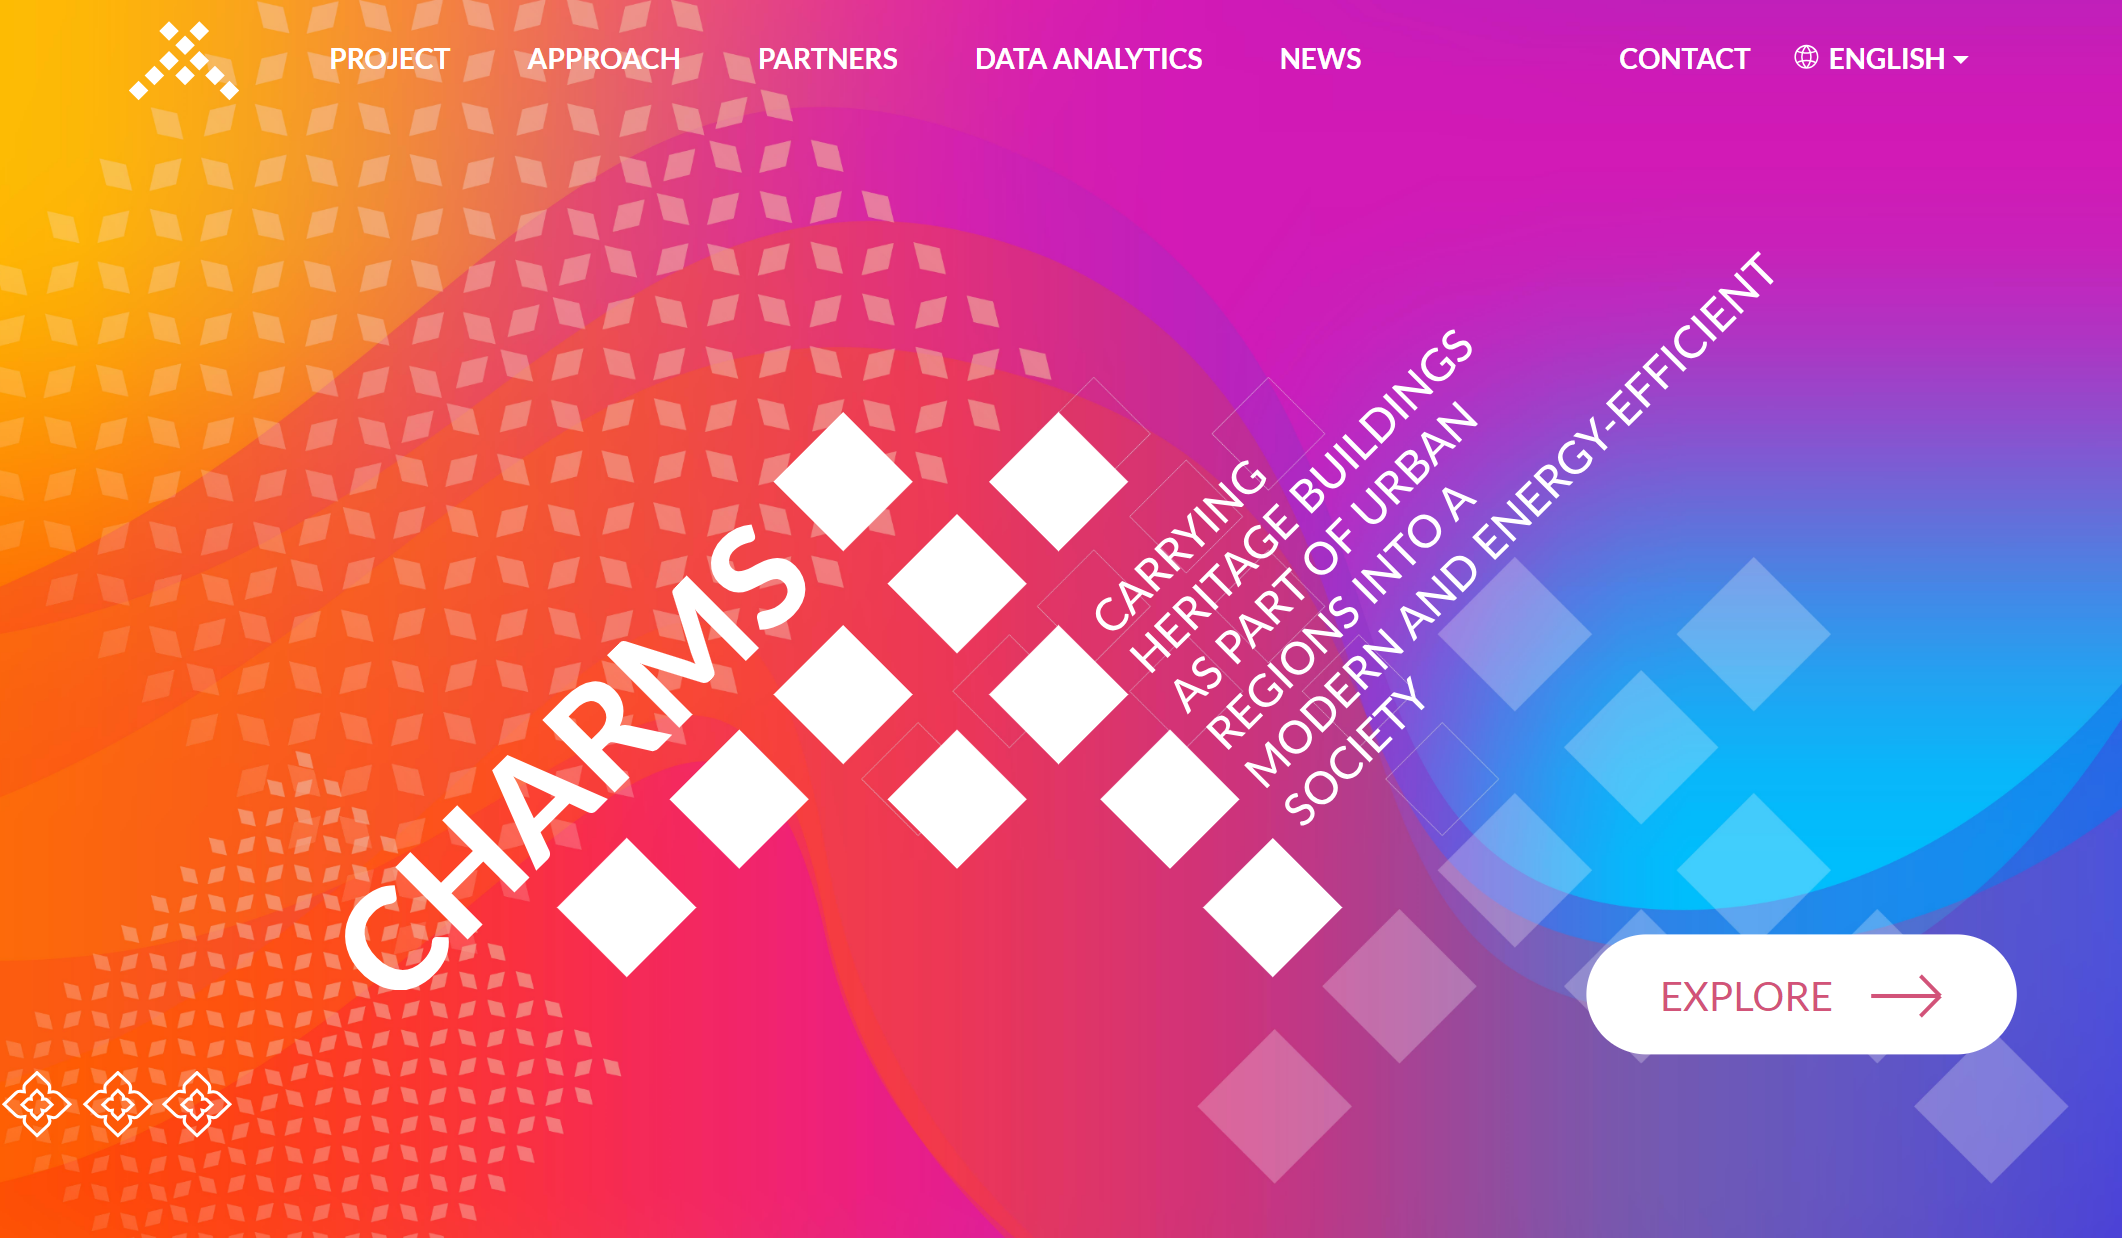 PROJECT
APPROACH
PARTNERS
DATA ANALYTICS
NEWS
CONTACT
ENGLISH
CHARMS
CARRYING
HERITAGE BUILDINGS
AS PART OF URBAN
REGIONS INTO A
MODERN AND ENERGY-EFFICIENT
SOCIETY
EXPLORE